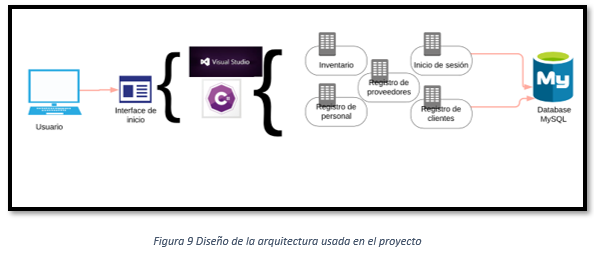 Visual Studio
C#
Usuario
Interface de
inicio
Inventario
Inicio de sesión
Registro de
proveedores
Registro de
personal
Registro de
clientes
My
Database
MySQL
Figura 9 Diseño de la arquitectura usada en el proyecto